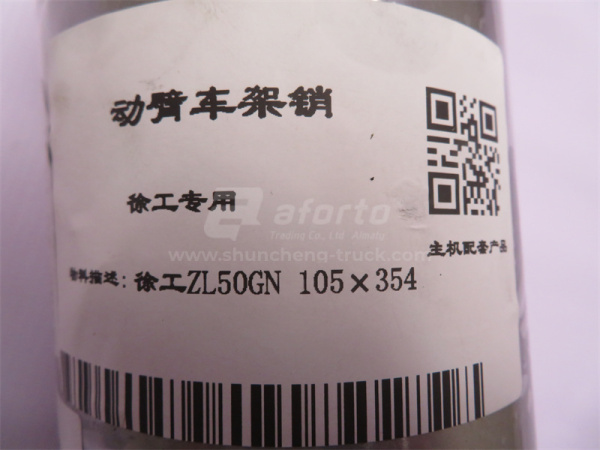 动臂车架销
徐工专用
aforto
Trading Co., Ltd. Almaty
www.shuncheng-truck.com
主机配套产品
物料描述：徐工ZL50GN 105×354